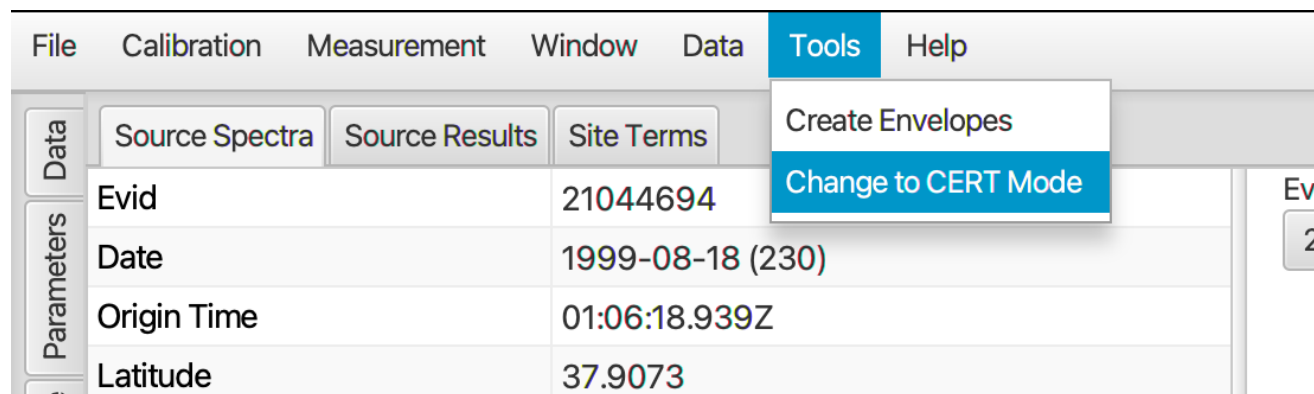 File Calibration Measurement Window Data Tools Help
Create Envelopes
Change to CERT Mode
Data
Parameters
Source Spectra Source Results Site Terms
Evid 21044694
Date 1999-08-18 (230)
Origin Time 01:06:18.939Z
Latitude 37.9073